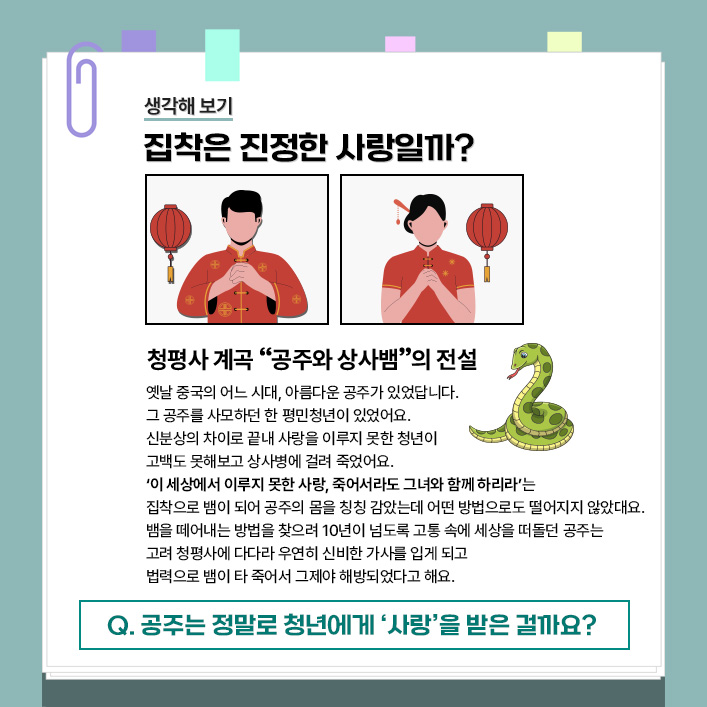 생각해 보기
집착은 진정한 사랑일까?
청평사 계곡 “공주와 상사뱀”의 전설
옛날 중국의 어느 시대, 아름다운 공주가 있었답니다.
그 공주를 사모하던 한 평민청년이 있었어요.
신분상의 차이로 끝내 사랑을 이루지 못한 청년이
고백도 못해보고 상사병에 걸려 죽었어요.
‘이 세상에서 이루지 못한 사랑, 죽어서라도 그녀와 함께 하리라’는
집착으로 뱀이 되어 공주의 몸을 칭칭 감았는데 어떤 방법으로도 떨어지지 않았대요.
뱀을 떼어내는 방법을 찾으려 10년이 넘도록 고통 속에 세상을 떠돌던 공주는
고려 청평사에 다다라 우연히 신비한 가사를 입게 되고
법력으로 뱀이 타 죽어서 그제야 해방되었다고 해요.
Q. 공주는 정말로 청년에게 ‘사랑’을 받은 걸까요?